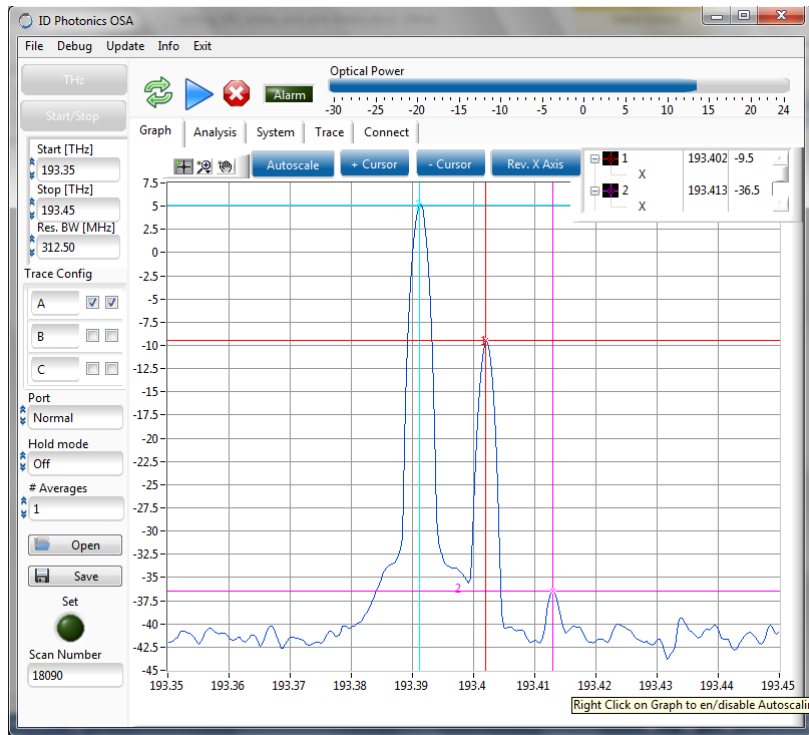 ID Photonics OSA
File Debug Update Info Exit
THz
Start/Stop
Optical Power
Alarm
-30 -25 -20 -15 -10 -5 0 5 10 15 20 24
Graph Analysis System Trace Connect
Autoscale + Cursor - Cursor Rev. X Axis
1 193.402 -9.5
X
2 193.413 -36.5
X
Start [THz]
193.35
Stop [THz]
193.45
Res. BW [MHz]
312.50
Trace Config
A
B
C
Port
Normal
Hold mode
Off
# Averages
1
Open
Save
Set
Scan Number
18090
7.5
5
2.5
0
-2.5
-5
-7.5
-10
-12.5
-15
-17.5
-20
-22.5
-25
-27.5
-30
-32.5
-35
-37.5
-40
-42.5
-45
1
2
193.35 193.36 193.37 193.38 193.39 193.4 193.41 193.42 193.43 193.44 193.45
Right Click on Graph to en/disable Autoscalin